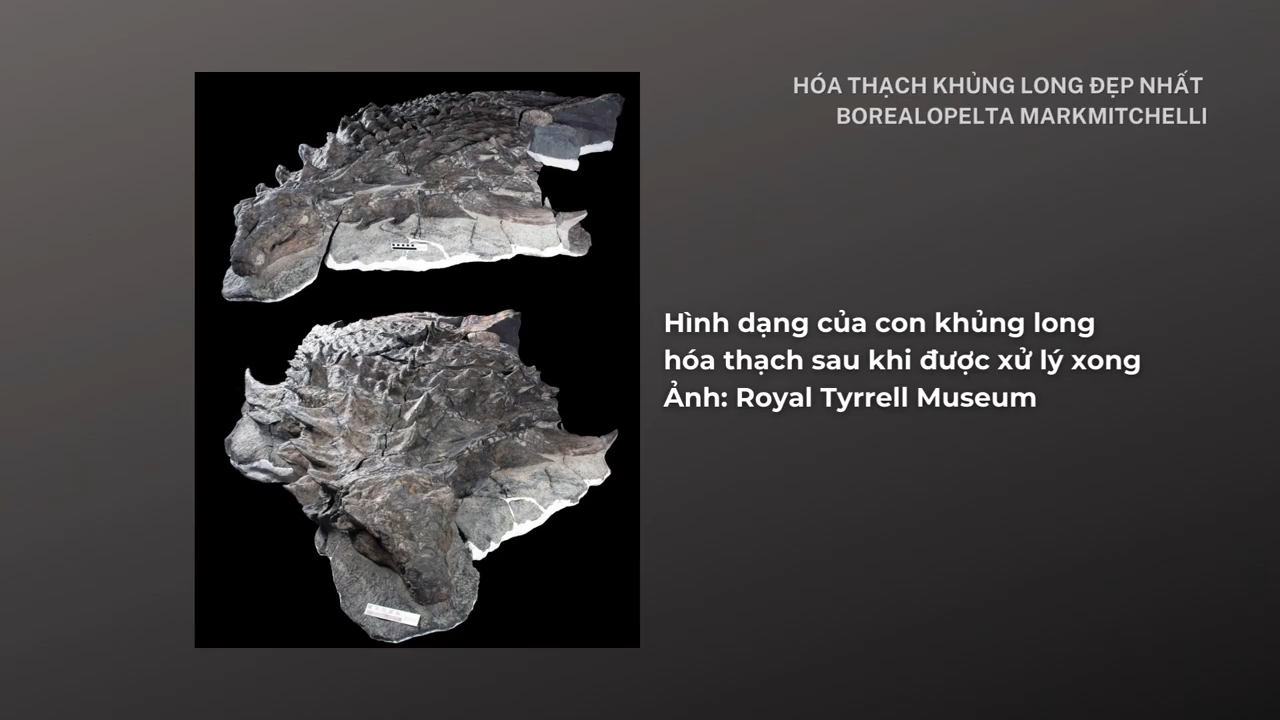 HÓA THẠCH KHỦNG LONG ĐẸP NHẤT
BOREALOPELTA MARKMITCHELLI
Hình dạng của con khủng long
hóa thạch sau khi được xử lý xong
Ảnh: Royal Tyrrell Museum